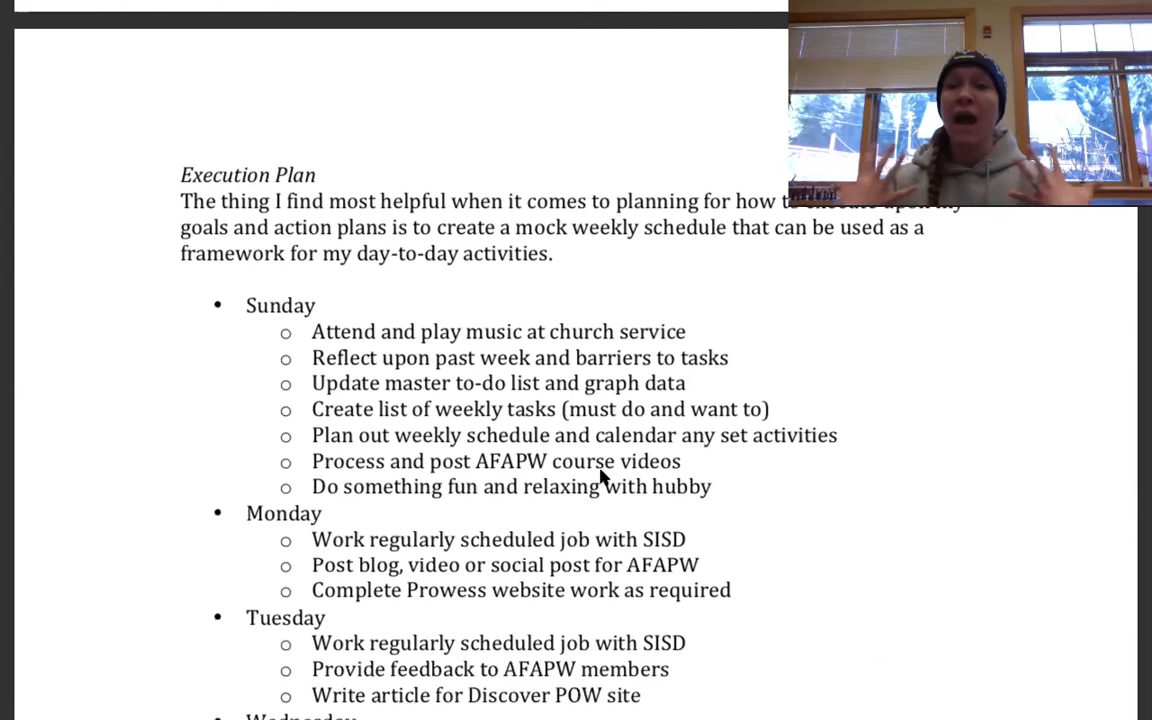 Execution Plan
The thing I find most helpful when it comes to planning for how to
goals and action plans is to create a mock weekly schedule that can be used as a
framework for my day-to-day activities.
• Sunday
o Attend and play music at church service
o Reflect upon past week and barriers to tasks
o Update master to-do list and graph data
o Create list of weekly tasks (must do and want to)
o Plan out weekly schedule and calendar any set activities
o Process and post AFAPW course videos
o Do something fun and relaxing with hubby
• Monday
o Work regularly scheduled job with SISD
o Post blog, video or social post for AFAPW
o Complete Prowess website work as required
• Tuesday
o Work regularly scheduled job with SISD
o Provide feedback to AFAPW members
o Write article for Discover POW site
• Wednesday